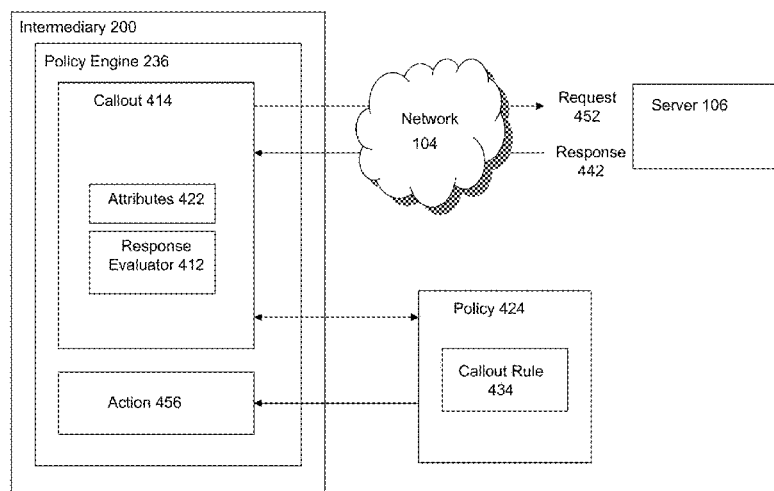 Intermediary 200
Policy Engine 236
Callout 414
Attributes 422
Response
Evaluator 412
Action 456
Network
104
Request
452
Response
442
Server 106
Policy 424
Callout Rule
434